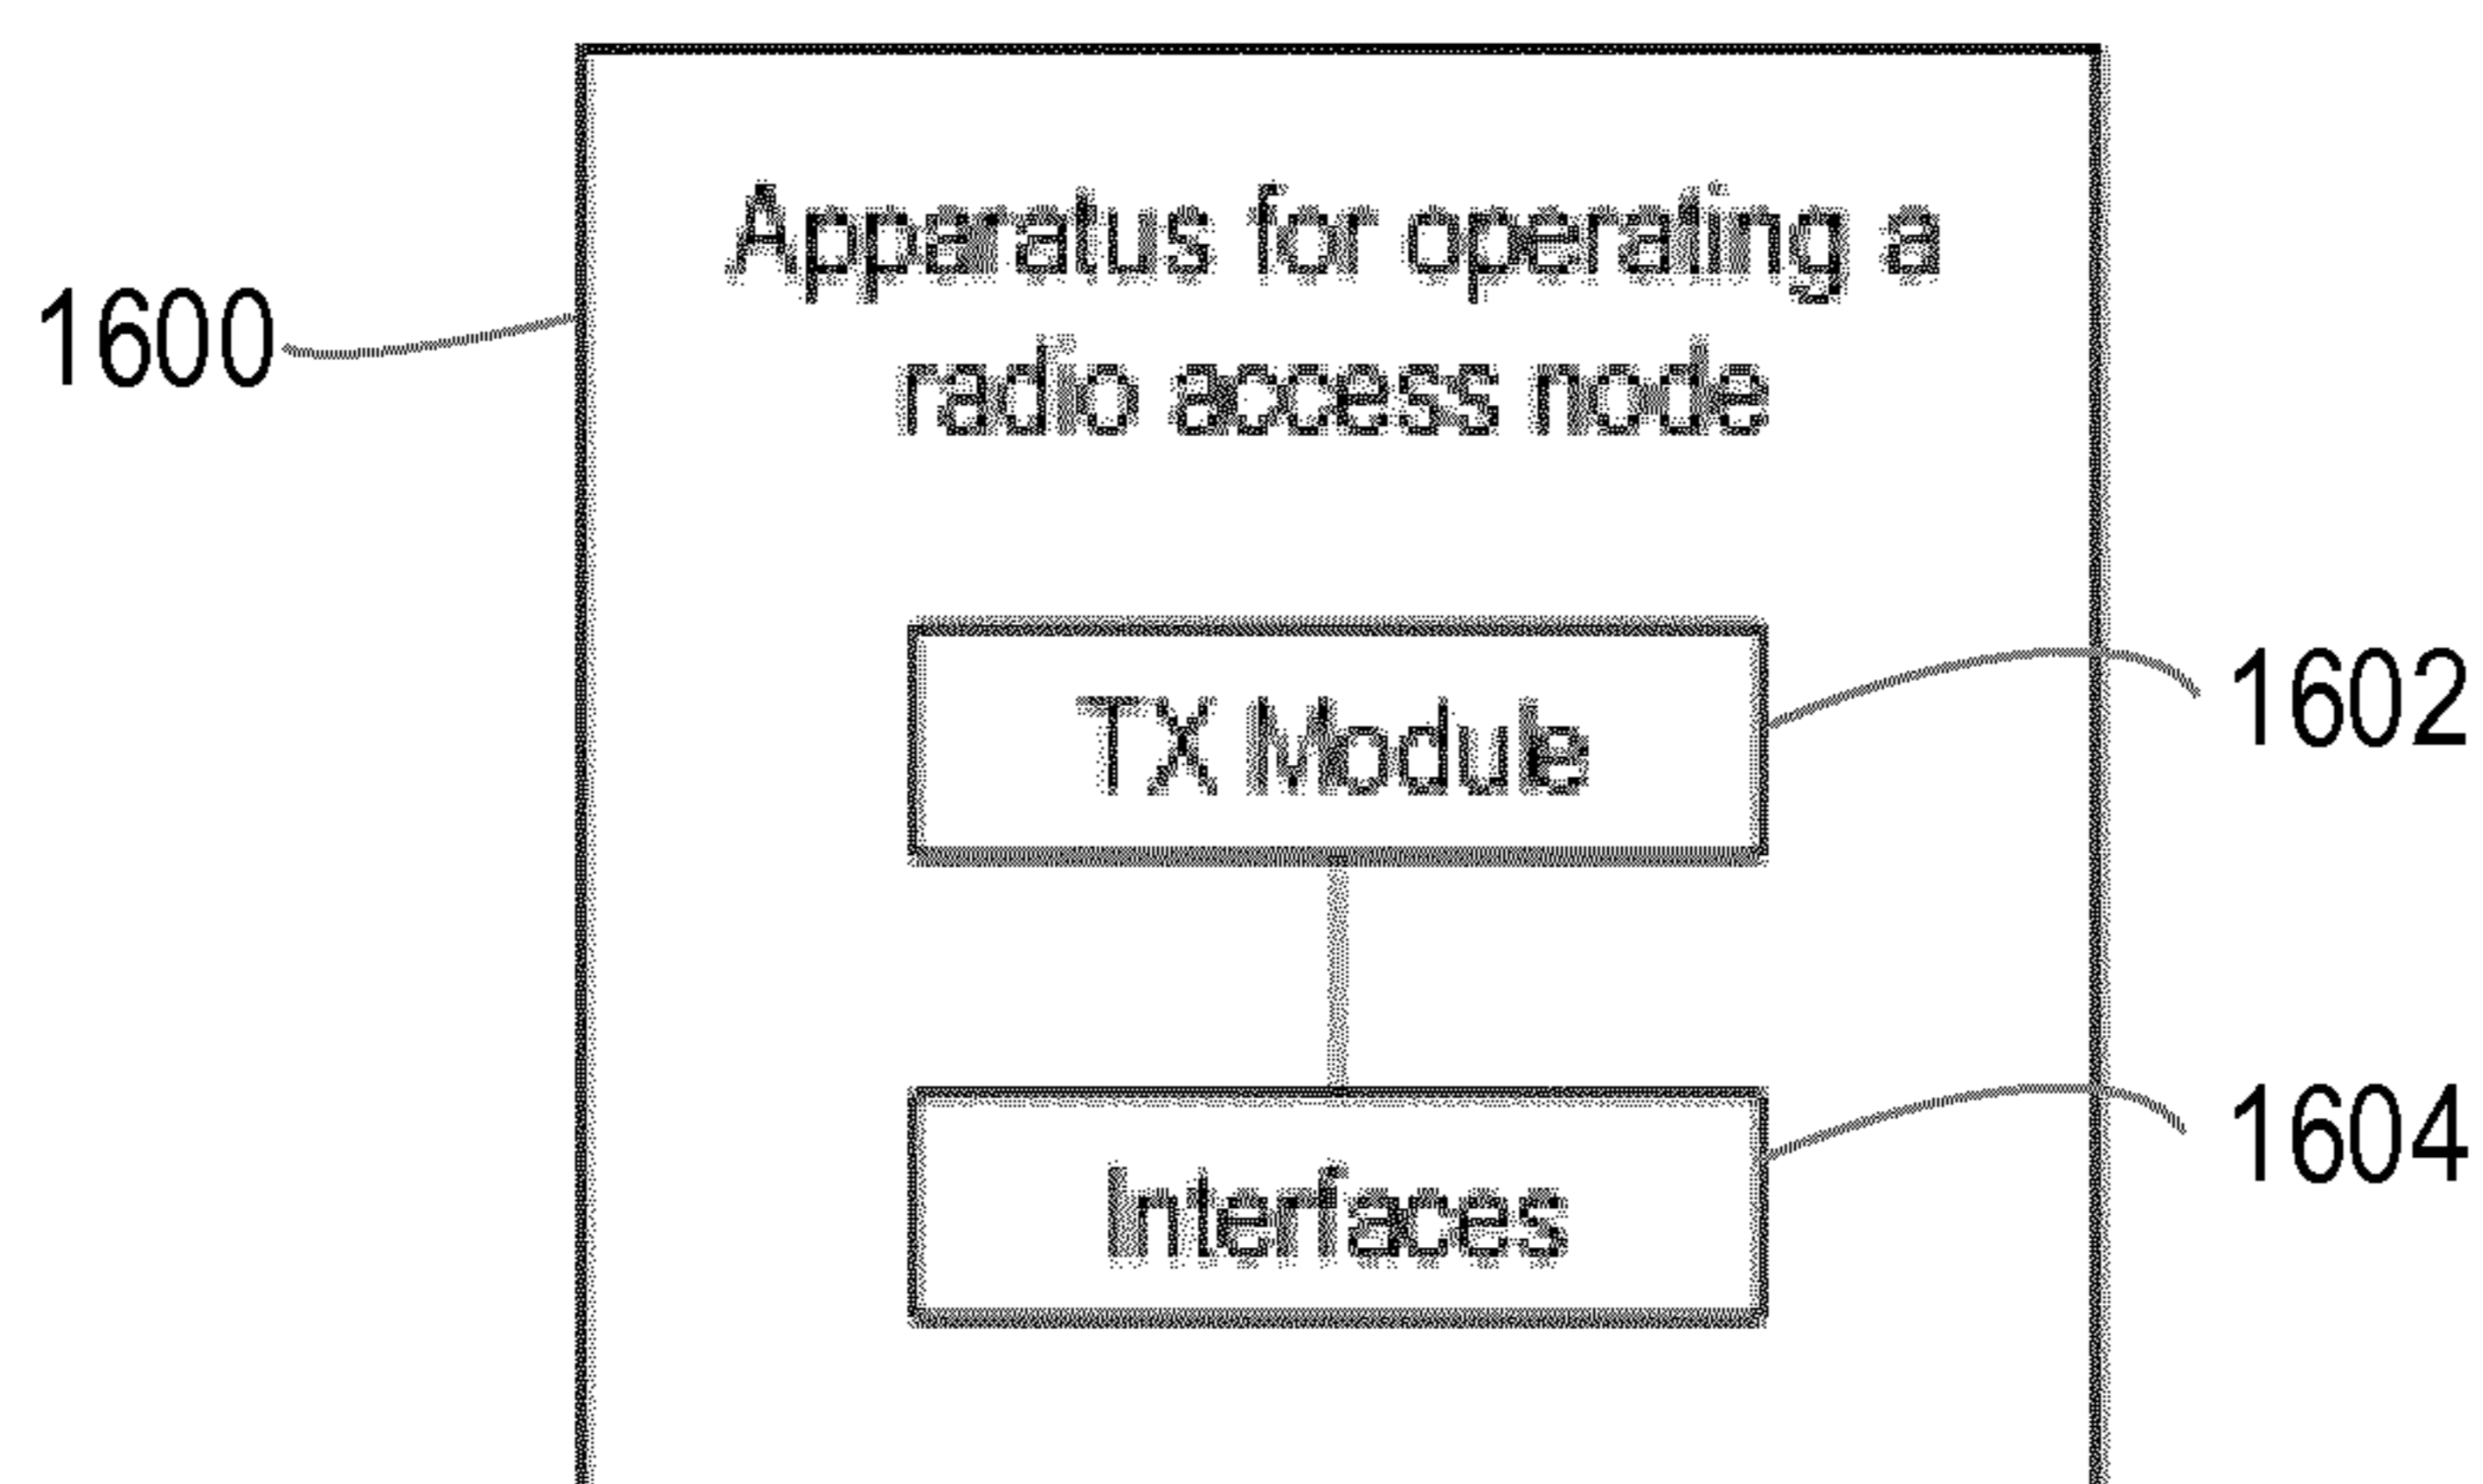 Apparatus for operating a
radio access node
1600
TX Module
1602
Interfaces
1604